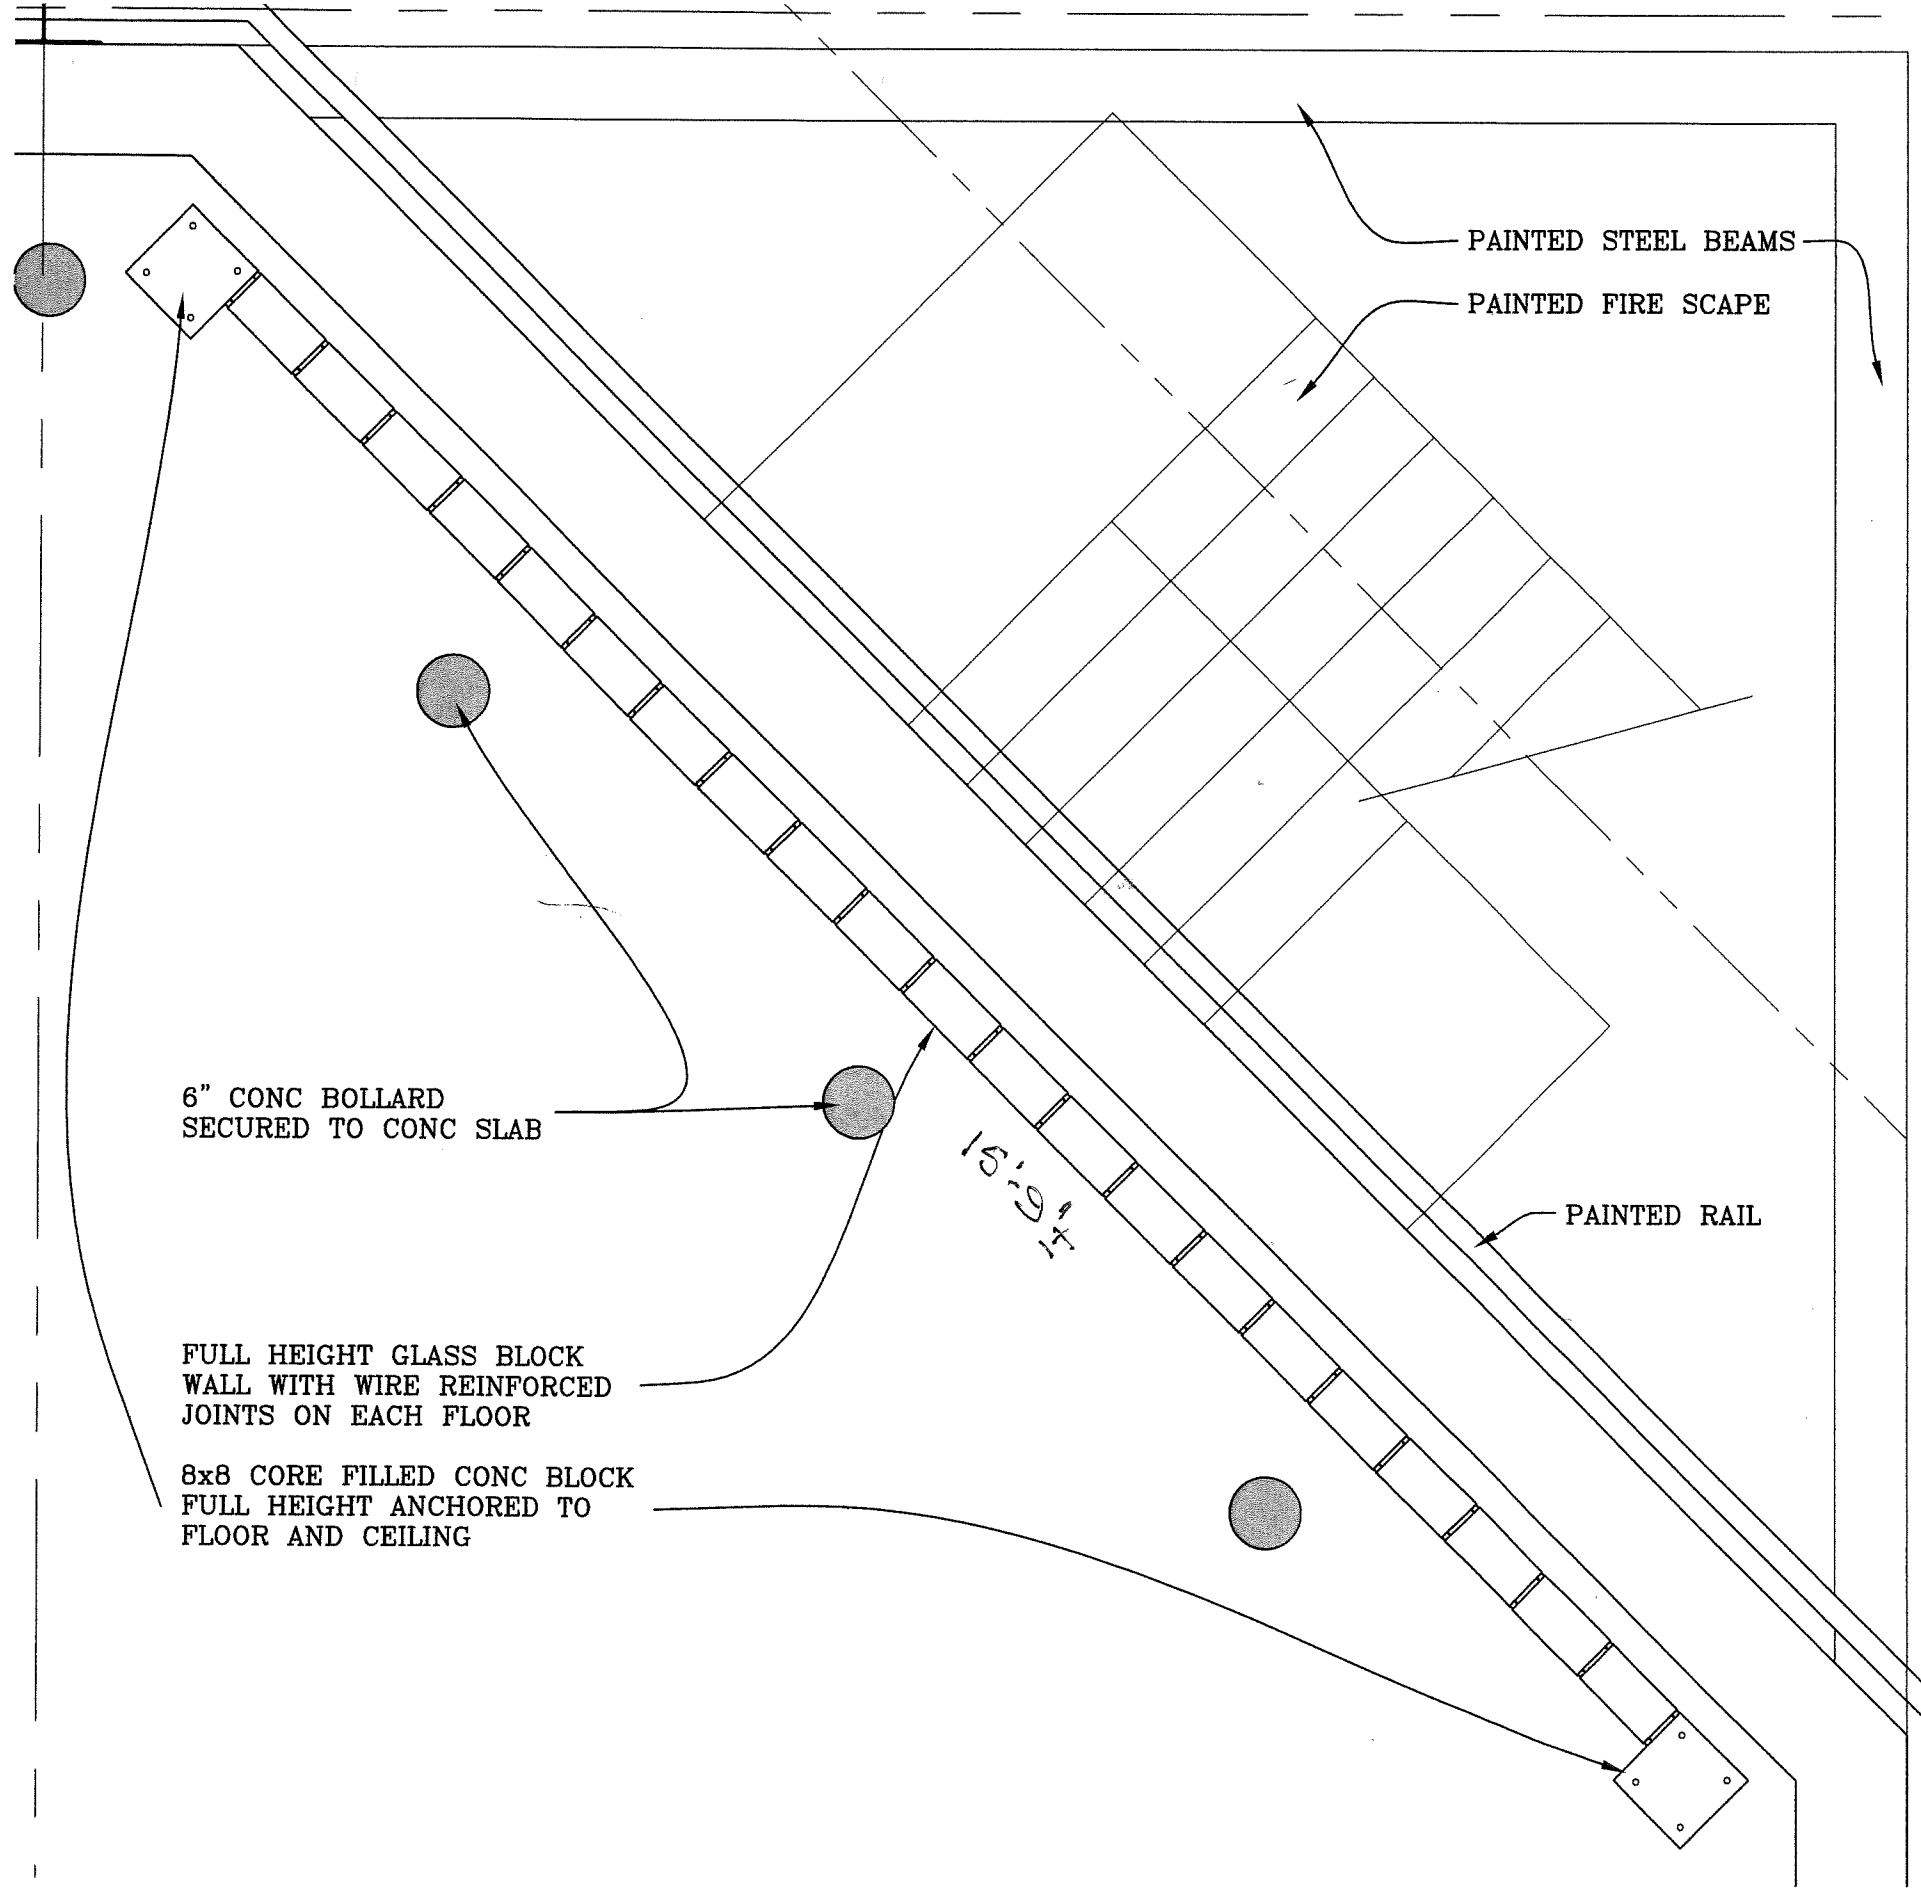 PAINTED STEEL BEAMS
PAINTED FIRE SCAPE
6" CONC BOLLARD
SECURED TO CONC SLAB
15'-9"±
PAINTED RAIL
FULL HEIGHT GLASS BLOCK
WALL WITH WIRE REINFORCED
JOINTS ON EACH FLOOR
8x8 CORE FILLED CONC BLOCK
FULL HEIGHT ANCHORED TO
FLOOR AND CEILING